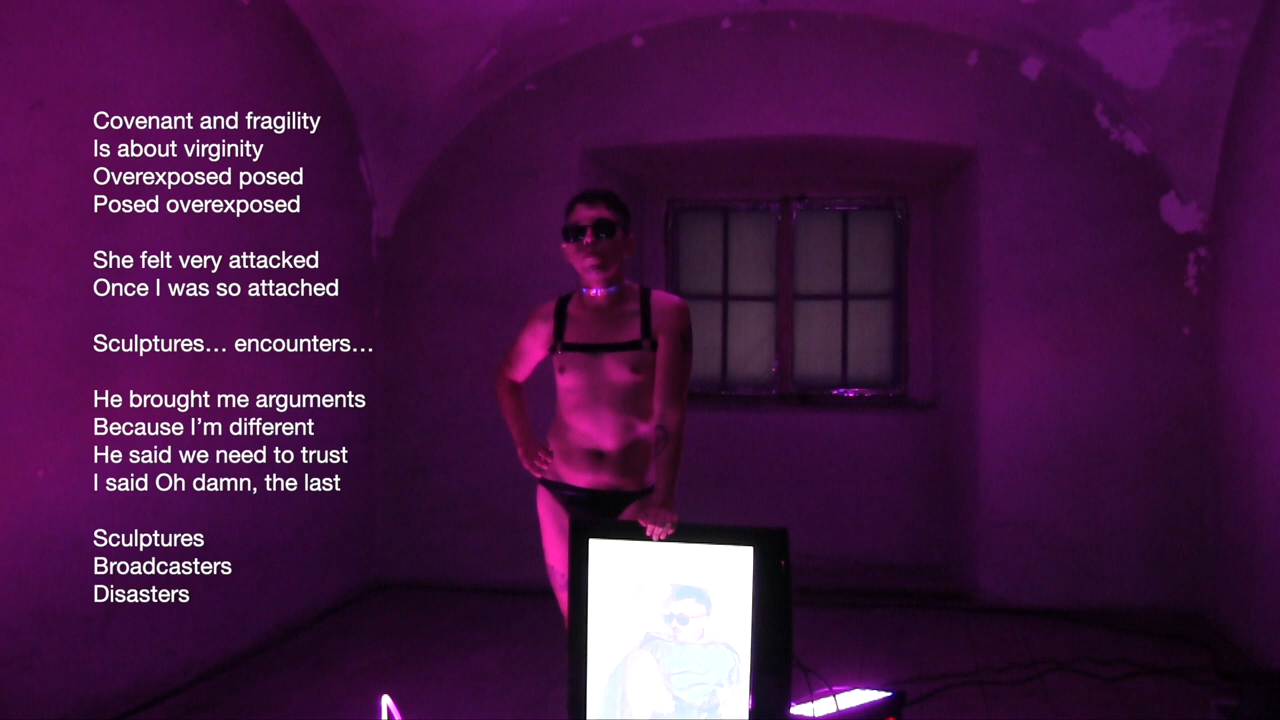 Covenant and fragility
Is about virginity
Overexposed posed
Posed overexposed
She felt very attacked
Once I was so attached
Sculptures… encounters…
He brought me arguments
Because I’m different
He said we need to trust
I said Oh damn, the last
Sculptures
Broadcasters
Disasters